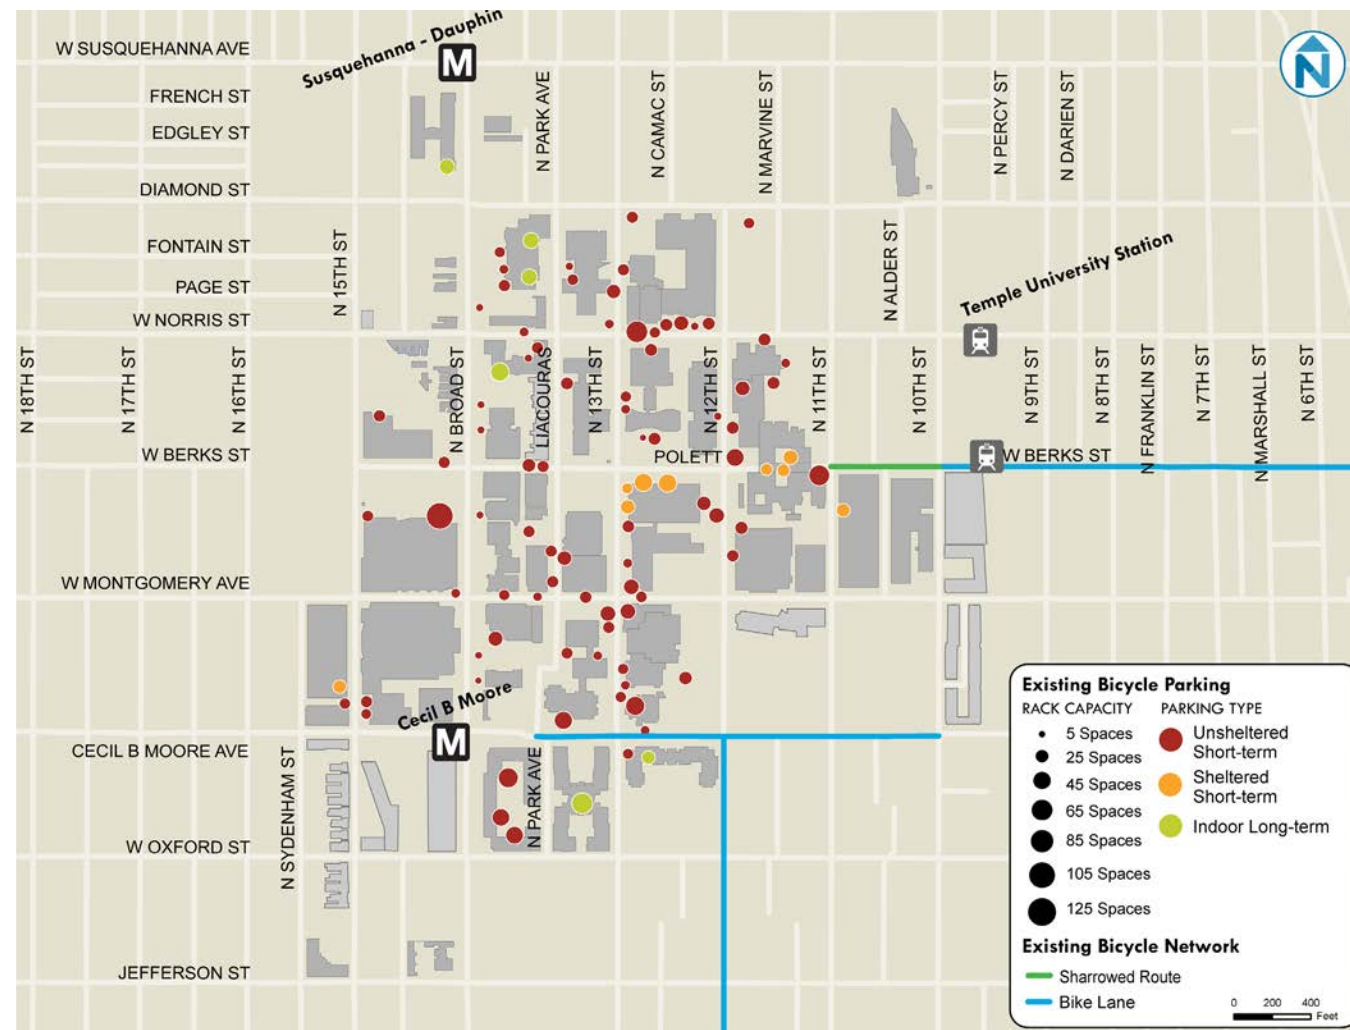 Susquehanna - Dauphin
M
N
W SUSQUEHANNA AVE
FRENCH ST
EDGLEY ST
DIAMOND ST
FONTAIN ST
PAGE ST
W NORRIS ST
W BERKS ST
W MONTGOMERY AVE
CECIL B MOORE AVE
W OXFORD ST
JEFFERSON ST
N PARK AVE
N CAMAC ST
N MARVINE ST
N PERCY ST
N DARIEN ST
N 15TH ST
N ALDER ST
Temple University Station
N 18TH ST
N 17TH ST
N 16TH ST
N BROAD ST
LIACOURAS
N 13TH ST
N 12TH ST
N 11TH ST
N 10TH ST
N 9TH ST
N 8TH ST
N FRANKLIN ST
N 7TH ST
N MARSHALL ST
N 6TH ST
POLETT
W BERKS ST
Cecil B Moore
M
N SYDENHAM ST
N PARK AVE
Existing Bicycle Parking
RACK CAPACITY
PARKING TYPE
5 Spaces
25 Spaces
45 Spaces
65 Spaces
85 Spaces
105 Spaces
125 Spaces
Unsheltered
Short-term
Sheltered
Short-term
Indoor Long-term
Existing Bicycle Network
Sharrowed Route
Bike Lane
0 200 400
Feet